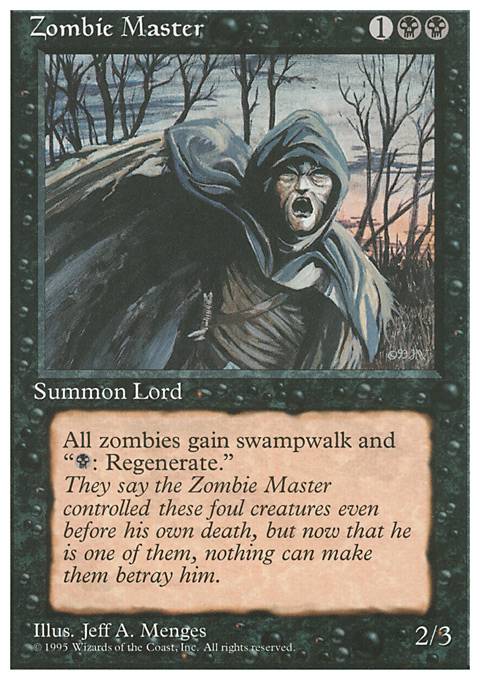 Zombie Master
1
Summon Lord
All zombies gain swampwalk and
“: Regenerate.”
They say the Zombie Master
controlled these foul creatures even
before his own death, but now that he
is one of them, nothing can make
them betray him.
Illus. Jeff A. Menges
2/3
© 1995 Wizards of the Coast, Inc. All rights reserved.